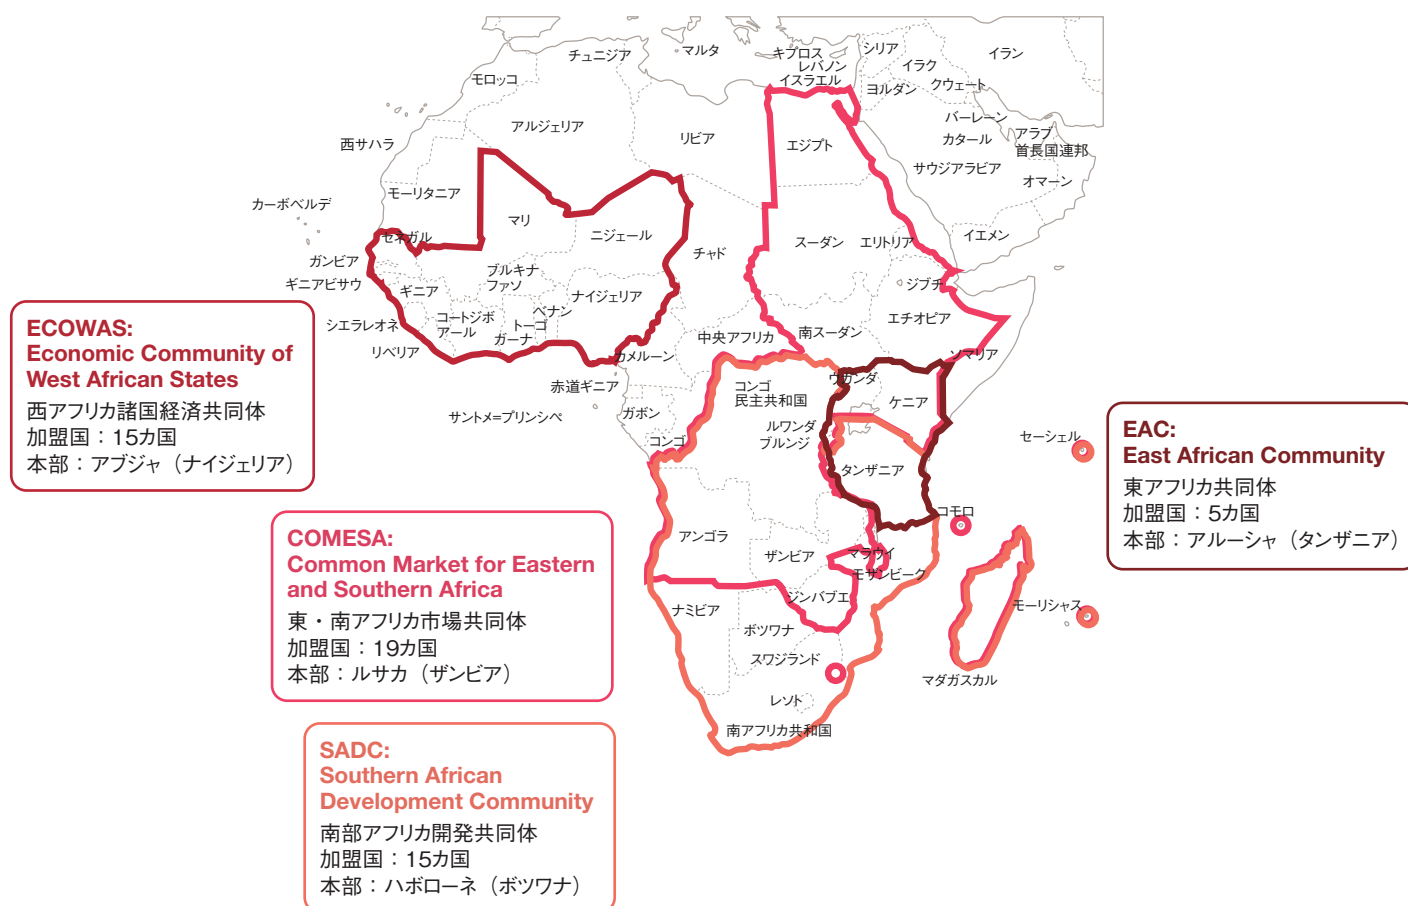 チュニジア
マルタ
キプロス
シリア
イラン
レバノン
イラク
モロッコ
イスラエル
ヨルダン
クウェート
アルジェリア
リビア
エジプト
バーレーン
カタール
アラブ
首長国連邦
西サハラ
サウジアラビア
オマーン
モーリタニア
カーボベルデ
マリ
ニジェール
スーダン
エリトリア
イエメン
セネガル
チャド
ガンビア
ギニアビサウ
ギニア
ブルキナ
ファソ
ナイジェリア
ジブチ
シエラレオネ
コートジボ
アール
ベナン
トーゴ
ガーナ
エチオピア
リベリア
中央アフリカ
南スーダン
カメルーン
ソマリア
赤道ギニア
コンゴ
民主共和国
ウガンダ
ケニア
サントメ=プリンシペ
ガボン
ルワンダ
ブルンジ
コンゴ
セーシェル
タンザニア
コモロ
アンゴラ
ザンビア
マラウイ
モザンビーク
ナミビア
ジンバブエ
モーリシャス
ボツワナ
スワジランド
マダガスカル
レソト
南アフリカ共和国
ECOWAS:
Economic Community of
West African States
西アフリカ諸国経済共同体
加盟国：15カ国
本部：アブジャ（ナイジェリア）
EAC:
East African Community
東アフリカ共同体
加盟国：5カ国
本部：アルーシャ（タンザニア）
COMESA:
Common Market for Eastern
and Southern Africa
東・南アフリカ市場共同体
加盟国：19カ国
本部：ルサカ（ザンビア）
SADC:
Southern African
Development Community
南部アフリカ開発共同体
加盟国：15カ国
本部：ハボローネ（ボツワナ）